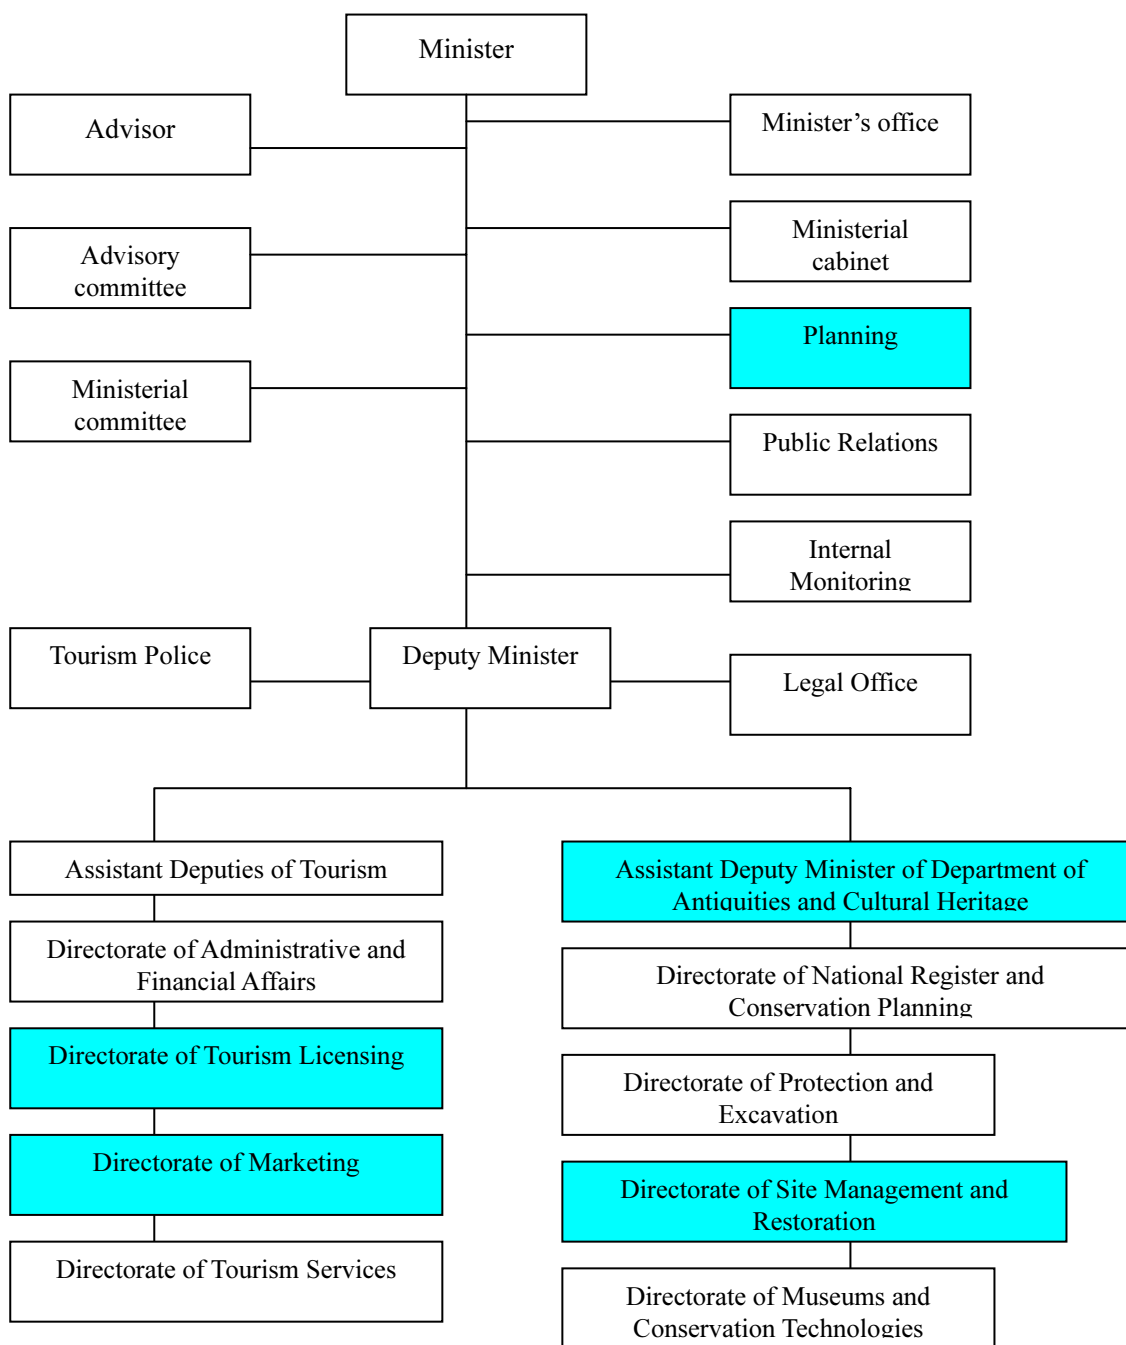 Minister
Advisor
Minister’s office
Advisory
committee
Ministerial
cabinet
Planning
Ministerial
committee
Public Relations
Internal
Monitoring
Tourism Police
Deputy Minister
Legal Office
Assistant Deputies of Tourism
Directorate of Administrative and
Financial Affairs
Directorate of Tourism Licensing
Directorate of Marketing
Directorate of Tourism Services
Assistant Deputy Minister of Department of
Antiquities and Cultural Heritage
Directorate of National Register and
Conservation Planning
Directorate of Protection and
Excavation
Directorate of Site Management and
Restoration
Directorate of Museums and
Conservation Technologies